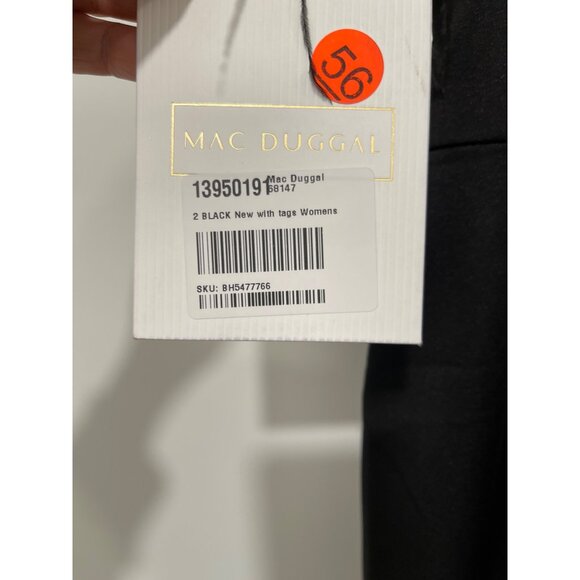 56
MAC DUGGAL
13950191 Mac Duggal
68147
2 BLACK New with tags Womens
SKU: BH5477766